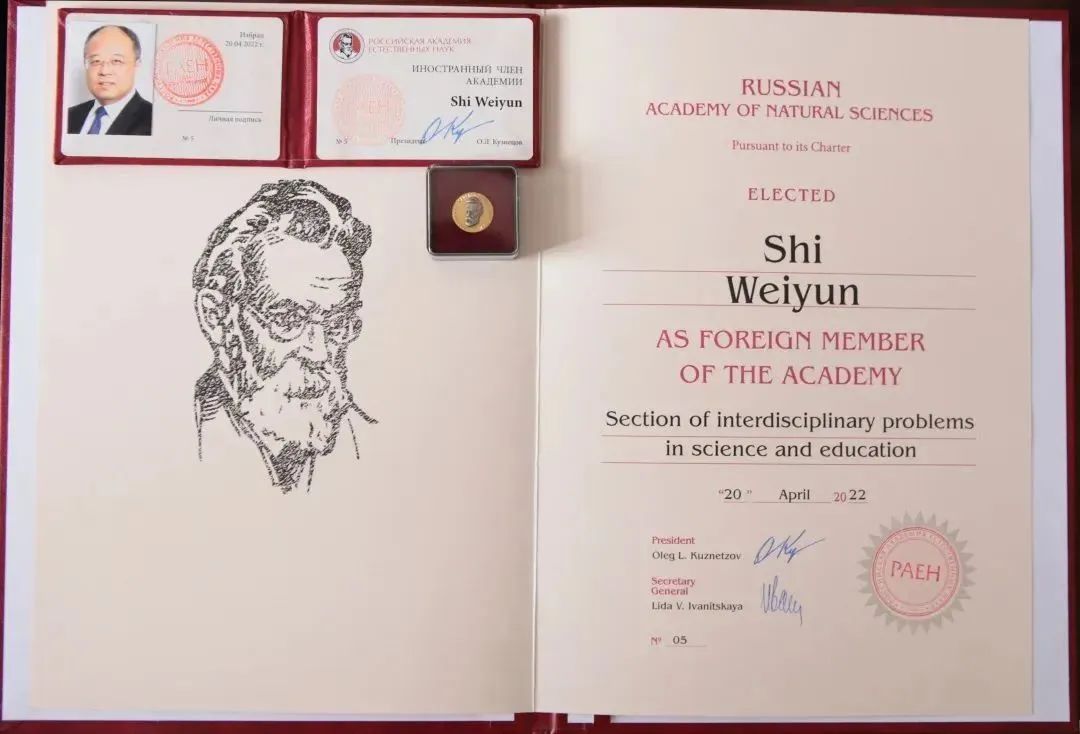 Избран
20.04.2022 г.
РАЕН
Личная подпись
№ 5
РОССИЙСКАЯ АКАДЕМИЯ
ЕСТЕСТВЕННЫХ НАУК
ИНОСТРАННЫЙ ЧЛЕН
АКАДЕМИИ
Shi Weiyun
РАЕН
№ 5 Президент О.Л. Кузнецов
RUSSIAN
ACADEMY OF NATURAL SCIENCES
Pursuant to its Charter
ELECTED
Shi
Weiyun
AS FOREIGN MEMBER
OF THE ACADEMY
Section of interdisciplinary problems
in science and education
“20 ” April 2022
President
Oleg L. Kuznetzov
Secretary
General
Lida V. Ivanitskaya
№ 05
РАЕН